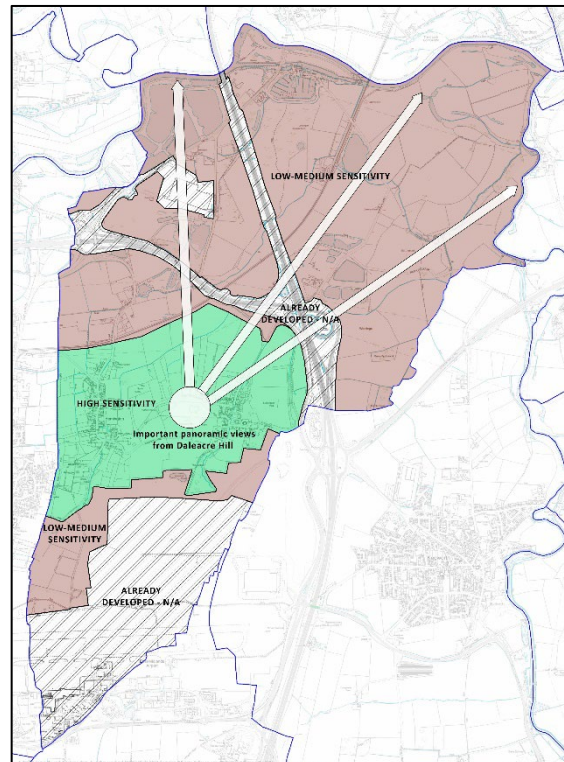 LOW-MEDIUM SENSITIVITY
ALREADY
DEVELOPED - N/A
HIGH SENSITIVITY
Important panoramic views
from Daleacre Hill
LOW-MEDIUM
SENSITIVITY
ALREADY
DEVELOPED - N/A